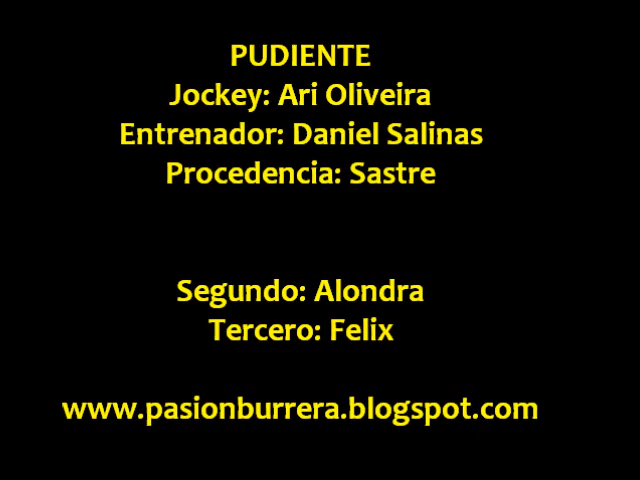 PUDIENTE
Jockey: Ari Oliveira
Entrenador: Daniel Salinas
Procedencia: Sastre
Segundo: Alondra
Tercero: Felix
www.pasionburrera.blogspot.com